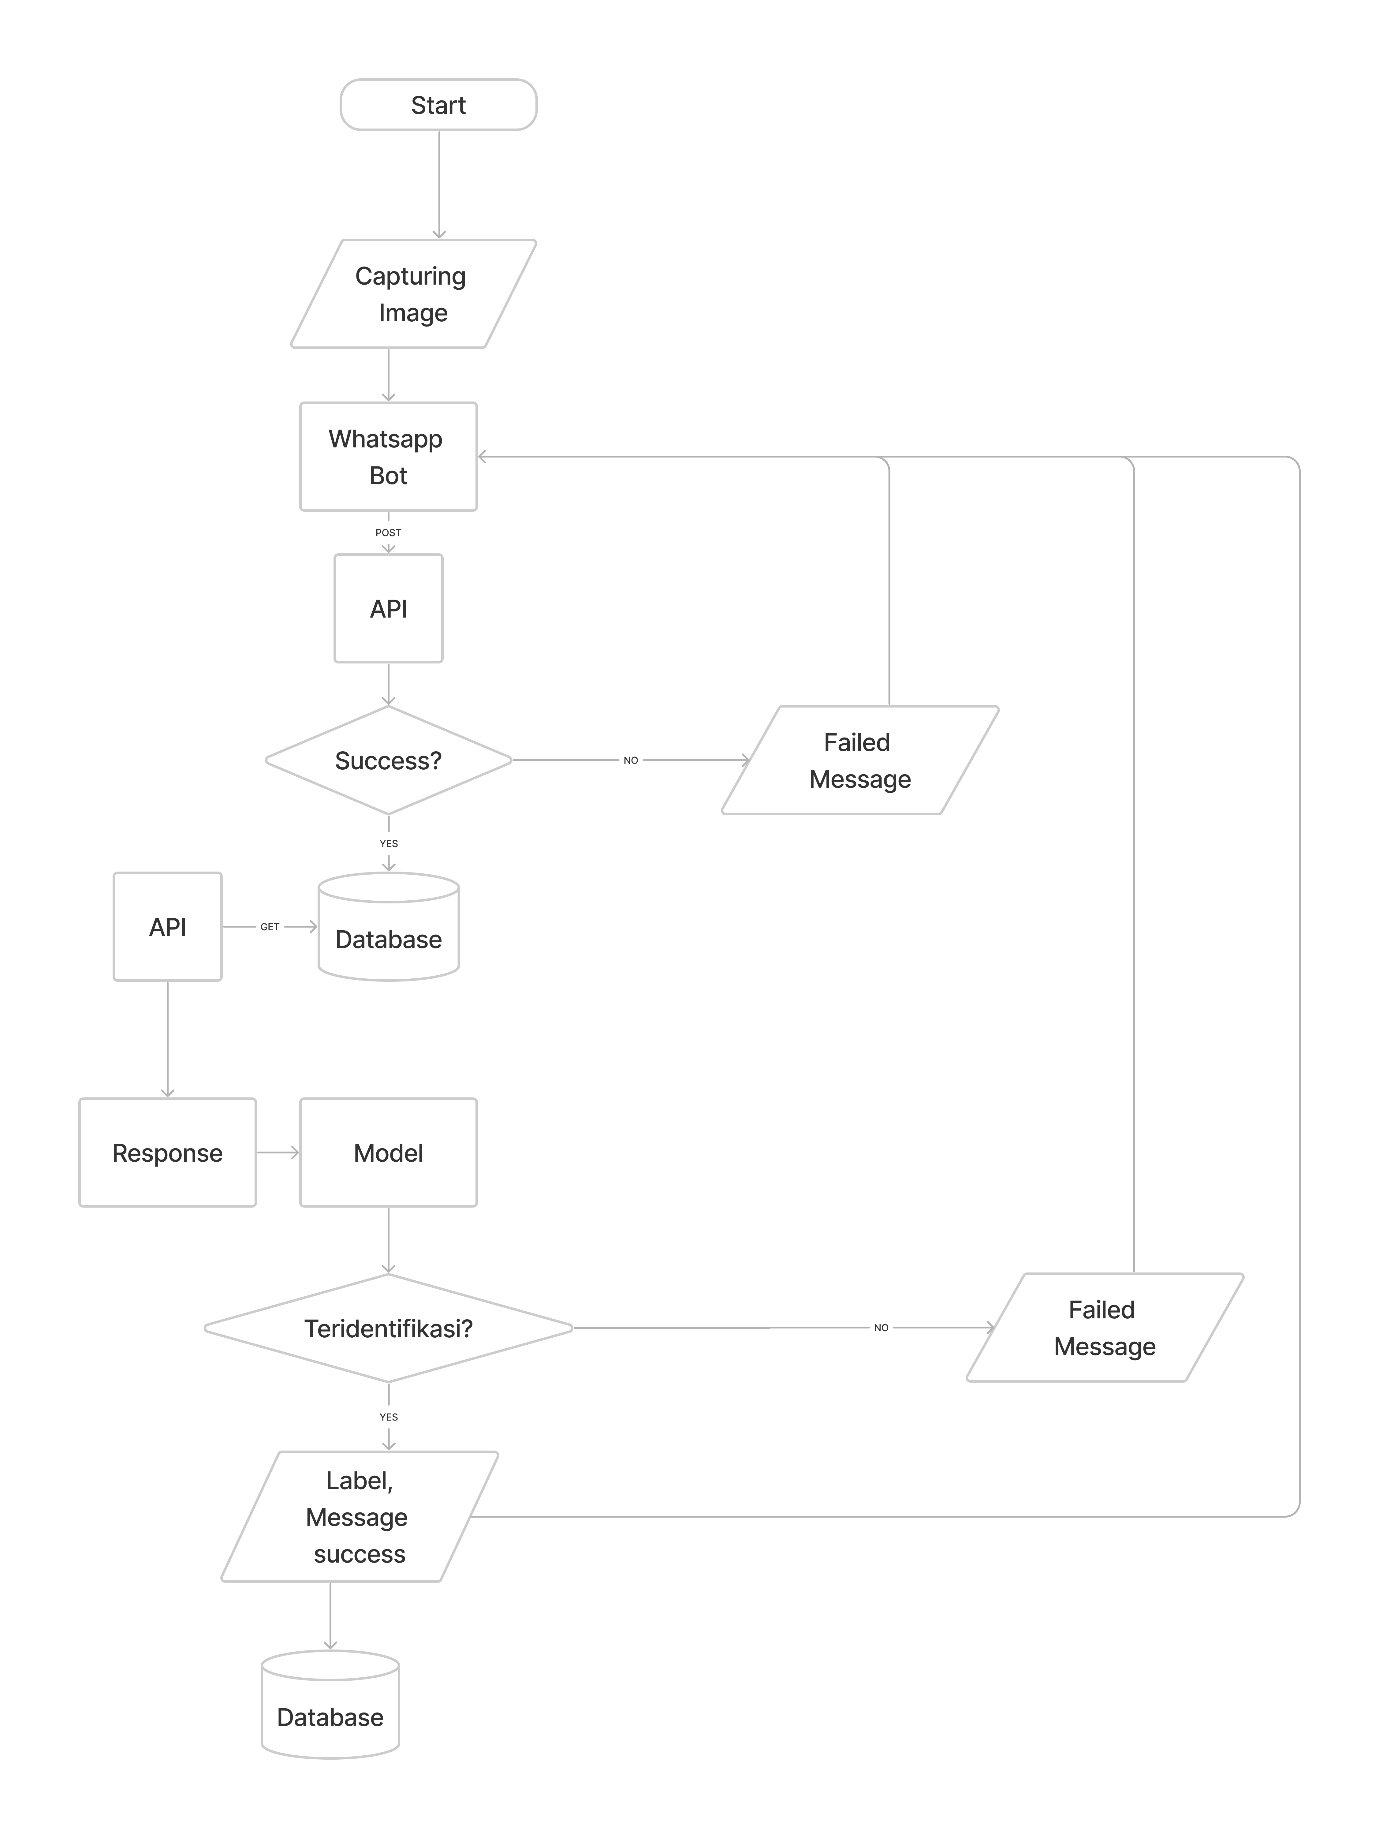 Start
Capturing
Image
Whatsapp
Bot
POST
API
Success?
NO
Failed
Message
YES
API
GET
Database
Response
Model
Teridentifikasi?
NO
Failed
Message
YES
Label,
Message
success
Database